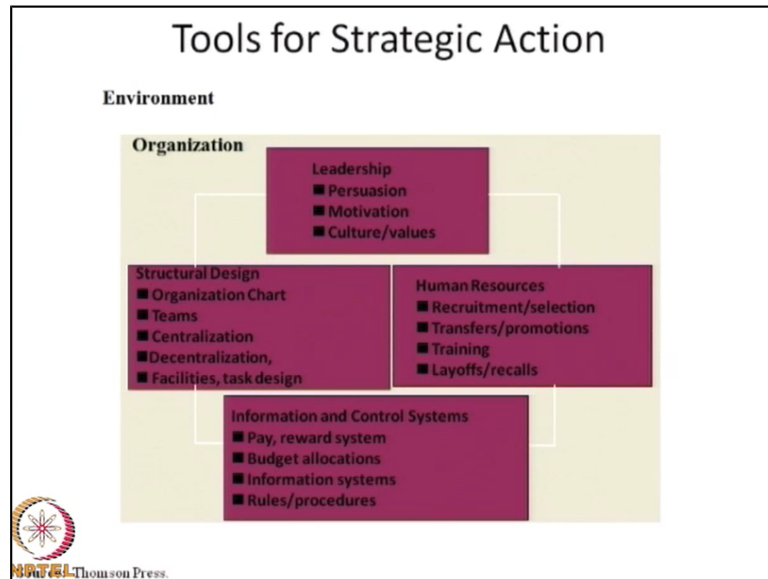 Tools for Strategic Action
Environment
Organization
Leadership
■ Persuasion
■ Motivation
■ Culture/values
Structural Design
■ Organization Chart
■ Teams
■ Centralization
■Decentralization,
■ Facilities, task design
Human Resources
■ Recruitment/selection
■ Transfers/promotions
■ Training
■ Layoffs/recalls
Information and Control Systems
■ Pay, reward system
■ Budget allocations
■ Information systems
■ Rules/procedures
NPTEL
Thomson Press.